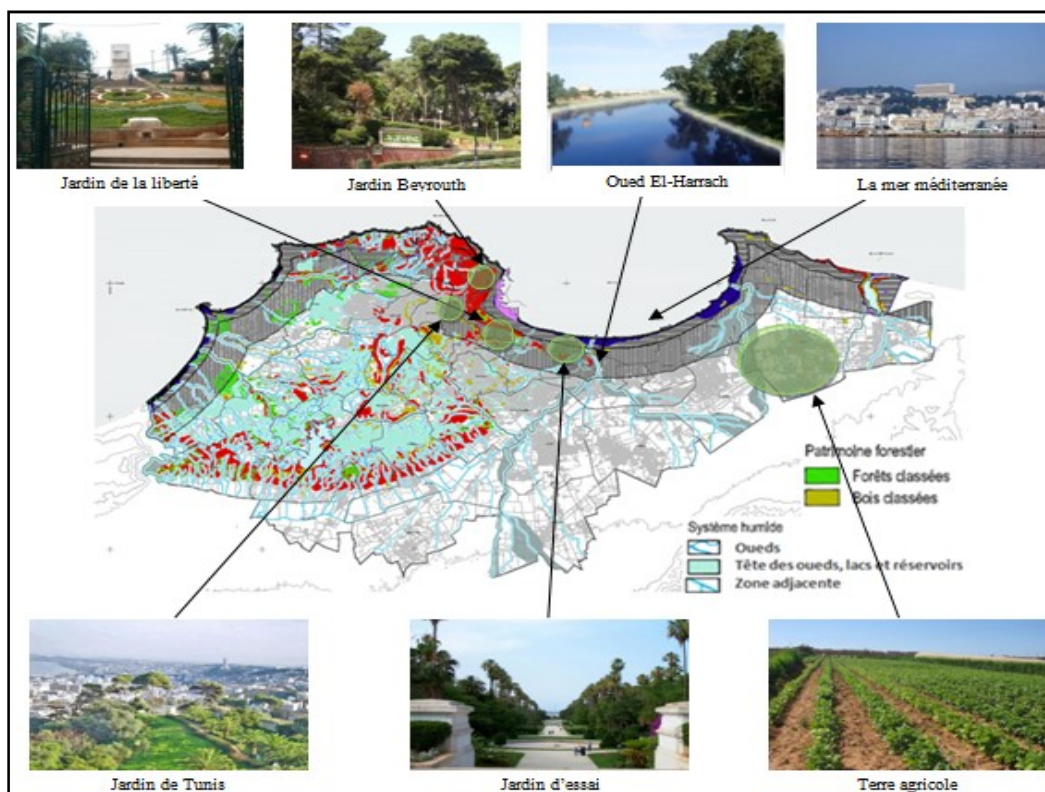 Jardin de la liberté
Jardin Beyrouth
Oued El-Harrach
La mer méditerranée
Patrimoine forestier
Forêts classées
Bois classées
Système humide
Oueds
Tête des oueds, lacs et réservoirs
Zone adjacente
Jardin de Tunis
Jardin d'essai
Terre agricole